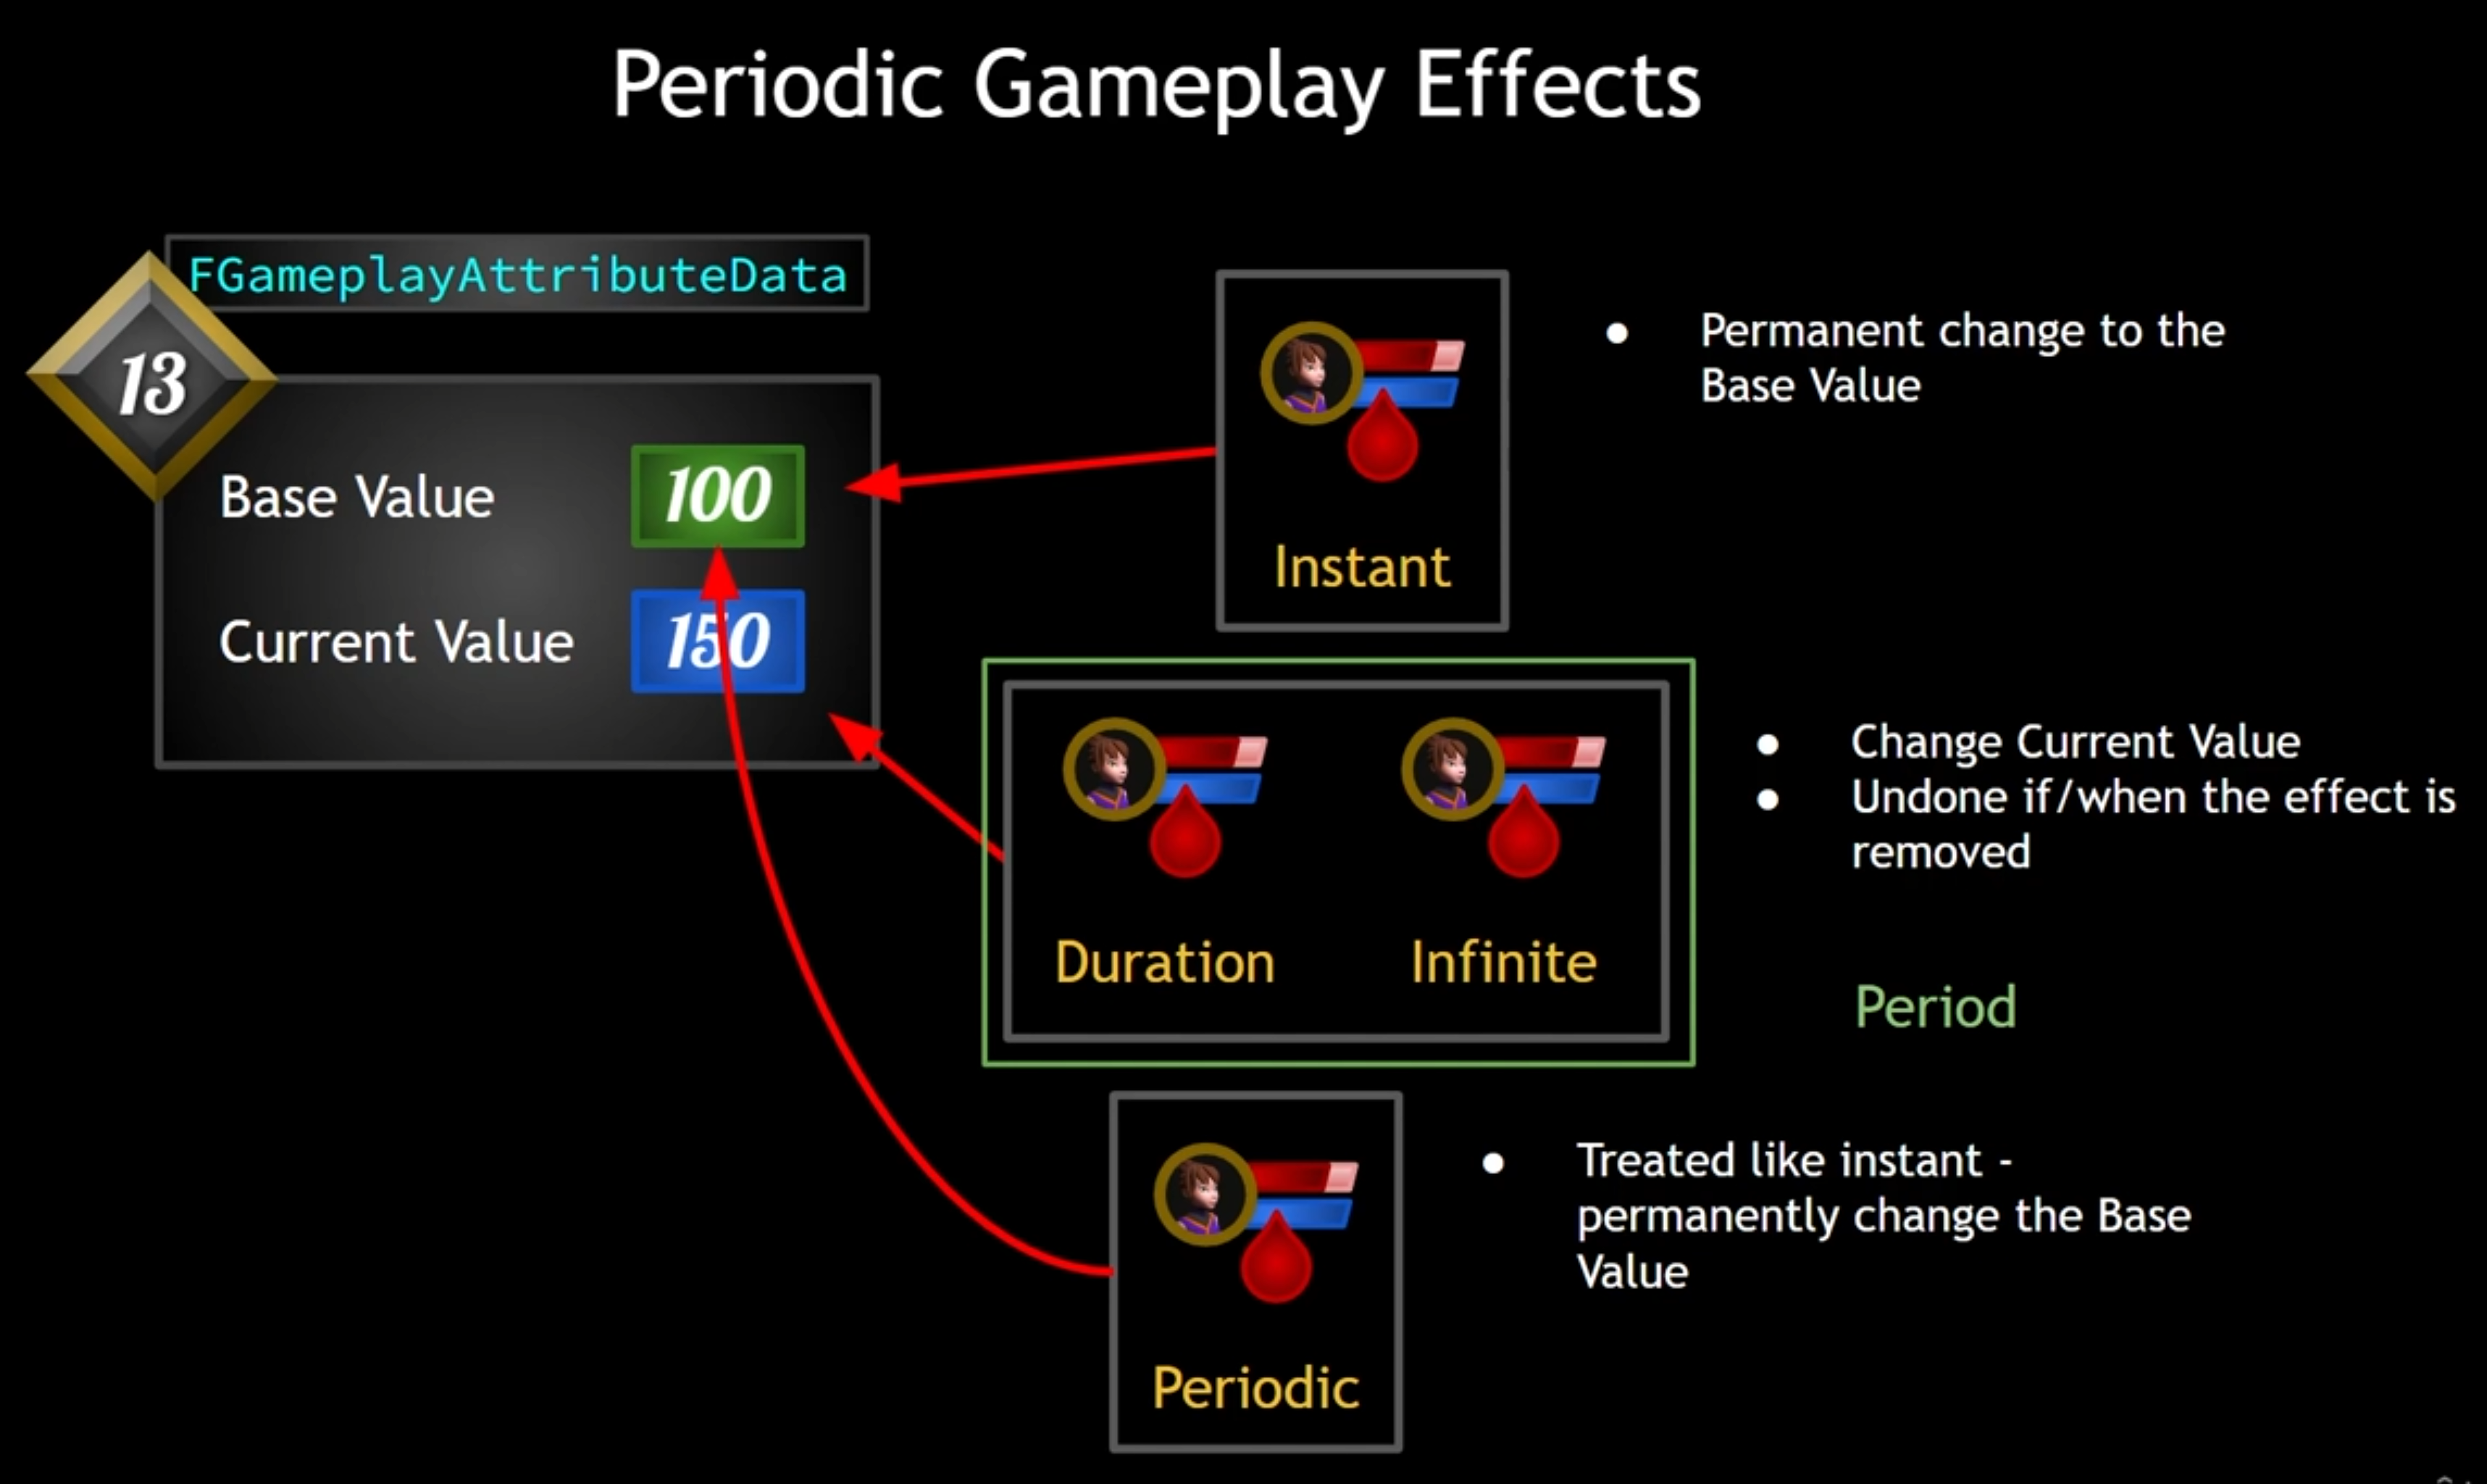 Periodic Gameplay Effects
FGameplayAttributeData
13
Base Value 100
Current Value 150
Instant
● Permanent change to the
Base Value
Duration Infinite
● Change Current Value
● Undone if/when the effect is
removed
Period
Periodic
● Treated like instant -
permanently change the Base
Value